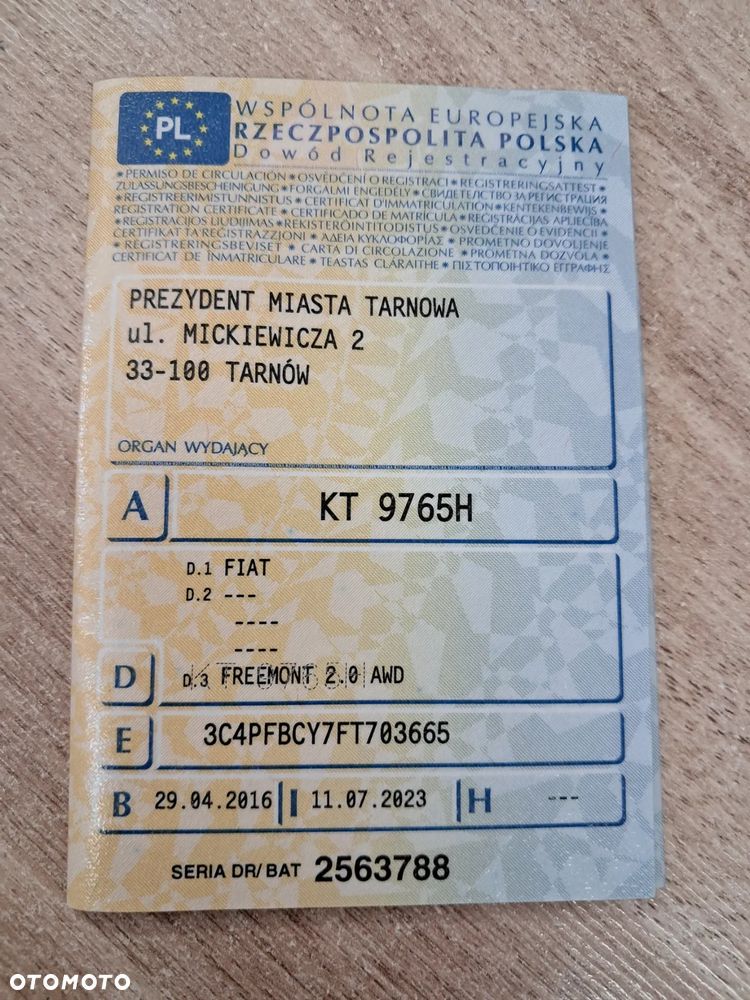 PL
WSPÓLNOTA EUROPEJSKA
RZECZPOSPOLITA POLSKA
Dowód Rejestracyjny
* PERMISO DE CIRCULACIÓN * OSVĚDČENÍ O REGISTRACI * REGISTRERINGSATTEST *
ZULASSUNGSBESCHEINIGUNG * FORGALMI ENGEDÉLY * СВИДЕТЕЛСТВО ЗА РЕГИСТРАЦИЯ
* REGISTREERIMISTUNNISTUS * CERTIFICAT D'IMMATRICULATION * KENTEKENBEWIJS *
REGISTRATION CERTIFICATE * CERTIFICADO DE MATRÍCULA * REĢISTRĀCIJAS APLIECĪBA
* REGISTRACIJOS LIUDIJIMAS * REKISTERÖINTITODISTUS * OSVEDČENIE O EVIDENCII *
ĊERTIFIKAT TA REĠISTRAZZJONI * ΑΔΕΙΑ ΚΥΚΛΟΦΟΡΙΑΣ * PROMETNO DOVOLJENJE
* REGISTRERINGSBEVISET * CARTA DI CIRCOLAZIONE * PROMETNA DOZVOLA *
CERTIFICAT DE ÎNMATRICULARE * TEASTAS CLÁRAITHE * ΠΙΣΤΟΠΟΙΗΤΙΚΟ ΕΓΓΡΑΦΗΣ
PREZYDENT MIASTA TARNOWA
ul. MICKIEWICZA 2
33-100 TARNÓW
ORGAN WYDAJĄCY
A KT 9765H
D.1 FIAT
D.2 ---
----
----
D D.3 FREEMONT 2.0 AWD
E 3C4PFBCY7FT703665
B 29.04.2016 I 11.07.2023 H ---
SERIA DR/BAT 2563788
OTOMOTO